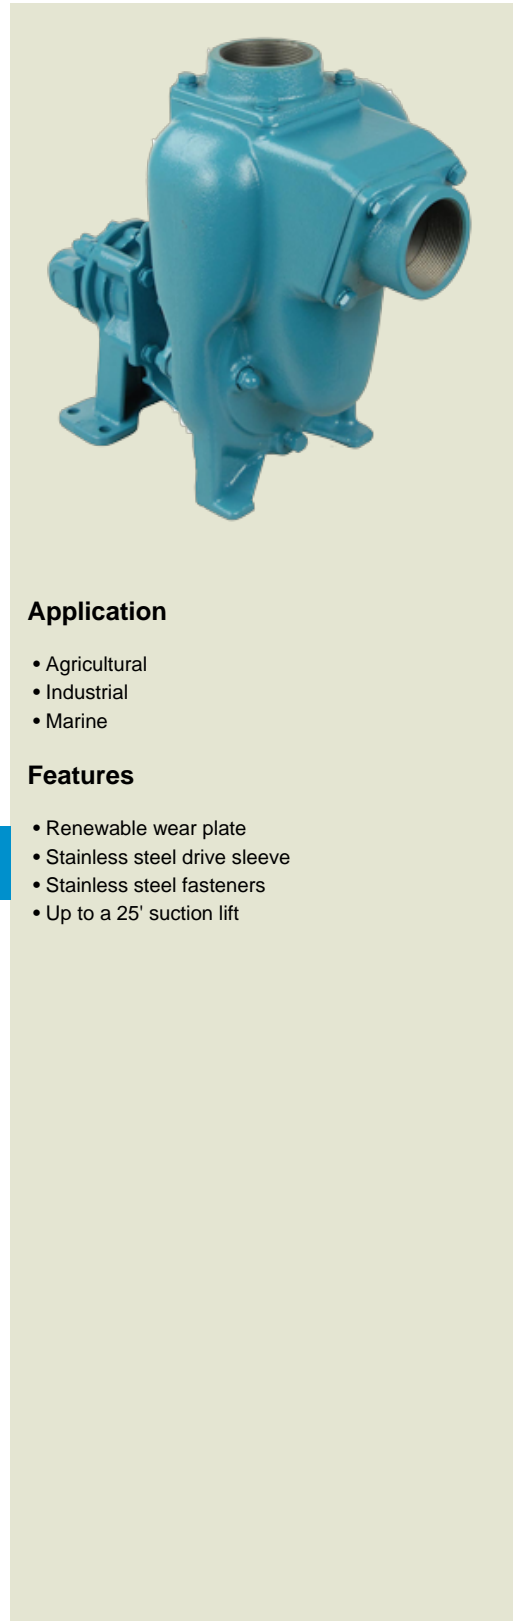 Application
• Agricultural
• Industrial
• Marine
Features
• Renewable wear plate
• Stainless steel drive sleeve
• Stainless steel fasteners
• Up to a 25' suction lift